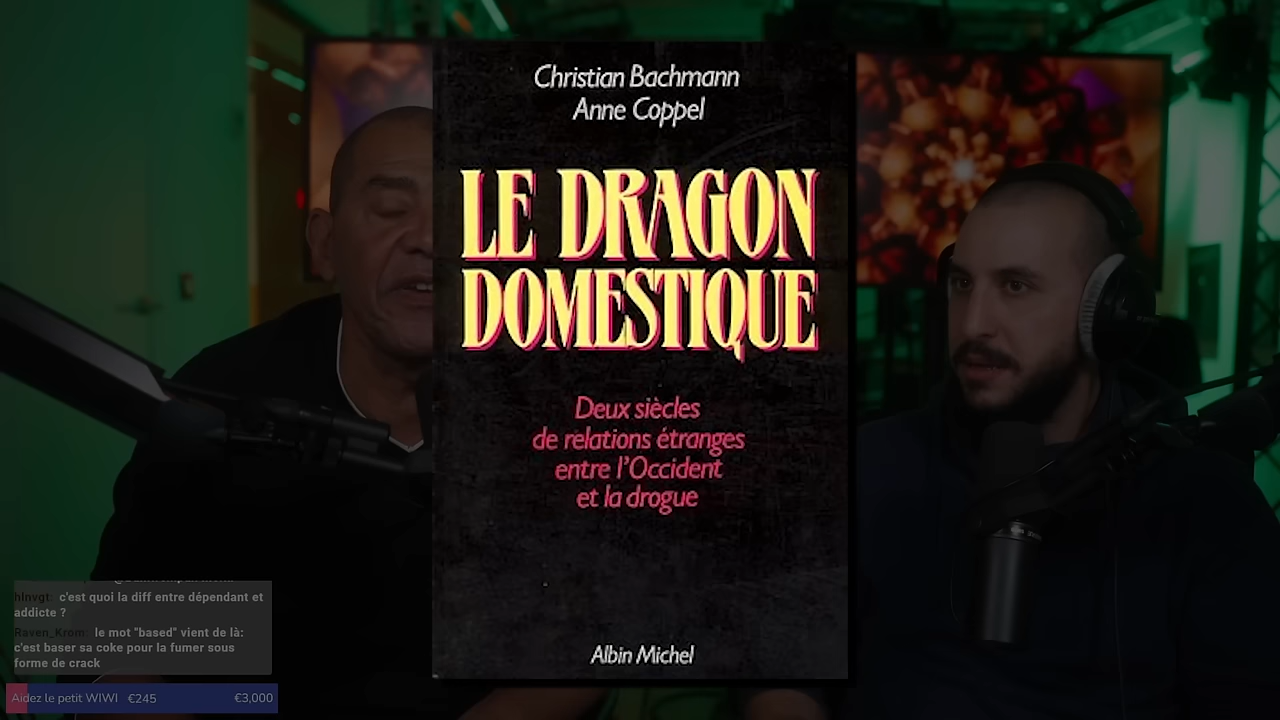 Christian Bachmann
Anne Coppel
LE DRAGON
DOMESTIQUE
Deux siècles
de relations étranges
entre l'Occident
et la drogue
Albin Michel
hlnvgt: c'est quoi la diff entre dépendant et
addicte ?
Raven_Krom: le mot "based" vient de là:
c'est baser sa coke pour la fumer sous
forme de crack
Aidez le petit WIWI €245 €3,000